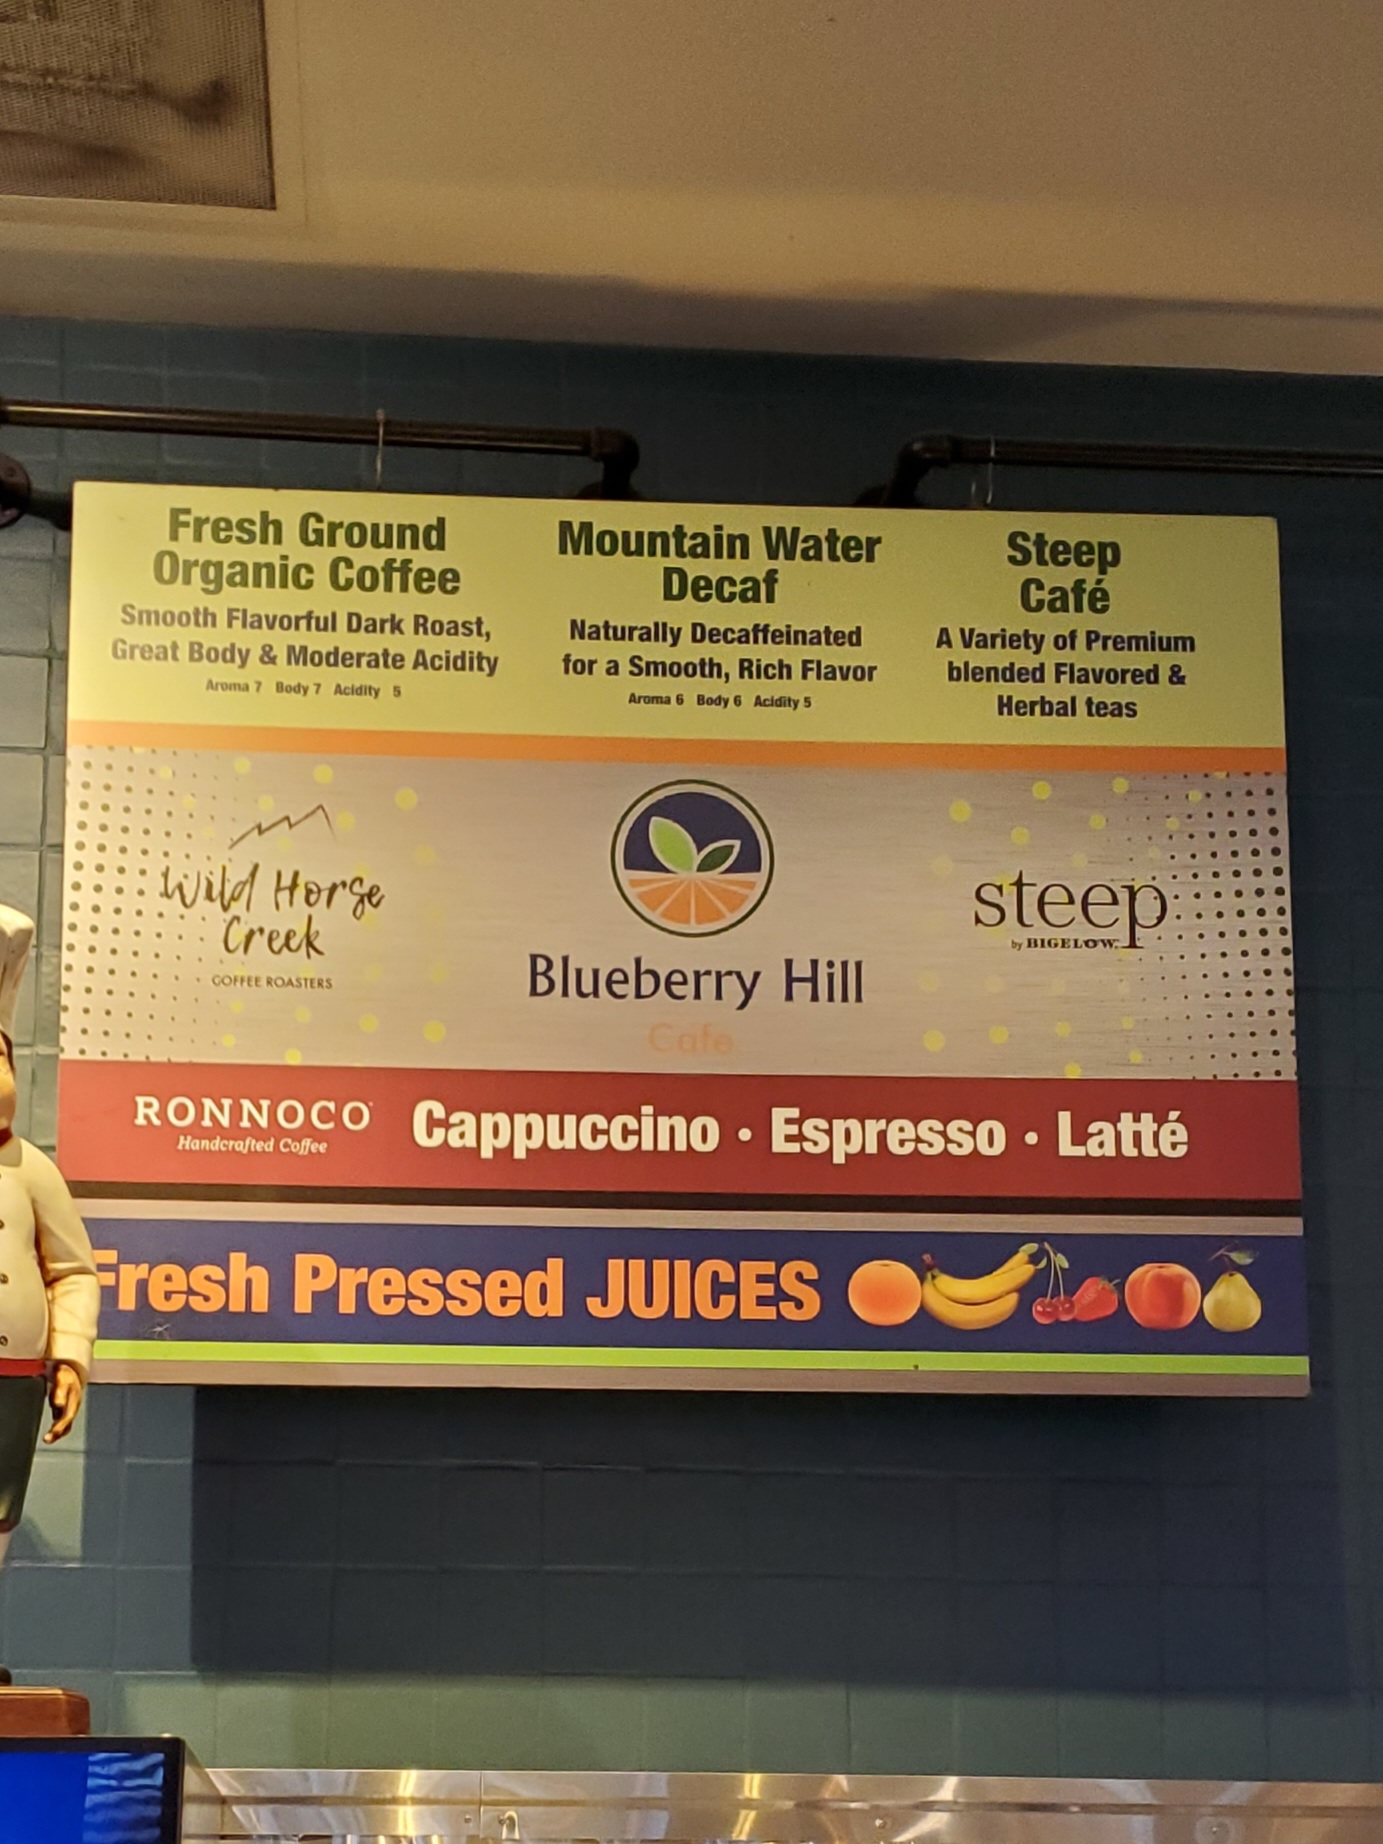 Fresh Ground
Organic Coffee
Smooth Flavorful Dark Roast,
Great Body & Moderate Acidity
Aroma 7 Body 7 Acidity 5
Mountain Water
Decaf
Naturally Decaffeinated
for a Smooth, Rich Flavor
Aroma 6 Body 6 Acidity 5
Steep
Café
A Variety of Premium
blended Flavored &
Herbal teas
Wild Horse
Creek
COFFEE ROASTERS
Blueberry Hill
Cafe
steep
by BIGELOW
RONNOCO
Handcrafted Coffee
Cappuccino · Espresso · Latté
Fresh Pressed JUICES